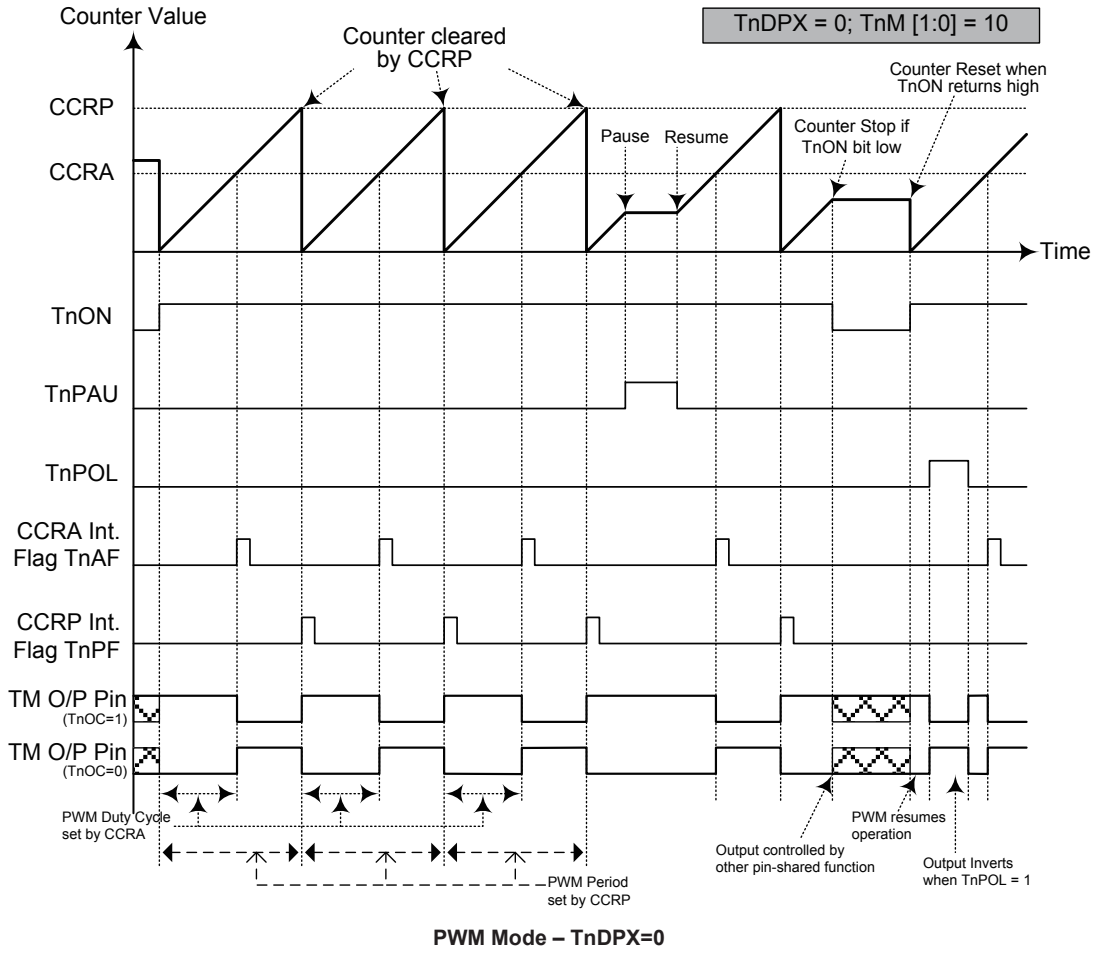 Counter Value
TnDPX = 0; TnM [1:0] = 10
Counter cleared
by CCRP
Counter Reset when
TnON returns high
CCRP
Pause
Resume
Counter Stop if
TnON bit low
CCRA
Time
TnON
TnPAU
TnPOL
CCRA Int.
Flag TnAF
CCRP Int.
Flag TnPF
TM O/P Pin
(TnOC=1)
TM O/P Pin
(TnOC=0)
PWM Duty Cycle
set by CCRA
PWM resumes
operation
Output controlled by
other pin-shared function
Output Inverts
when TnPOL = 1
PWM Period
set by CCRP
PWM Mode – TnDPX=0